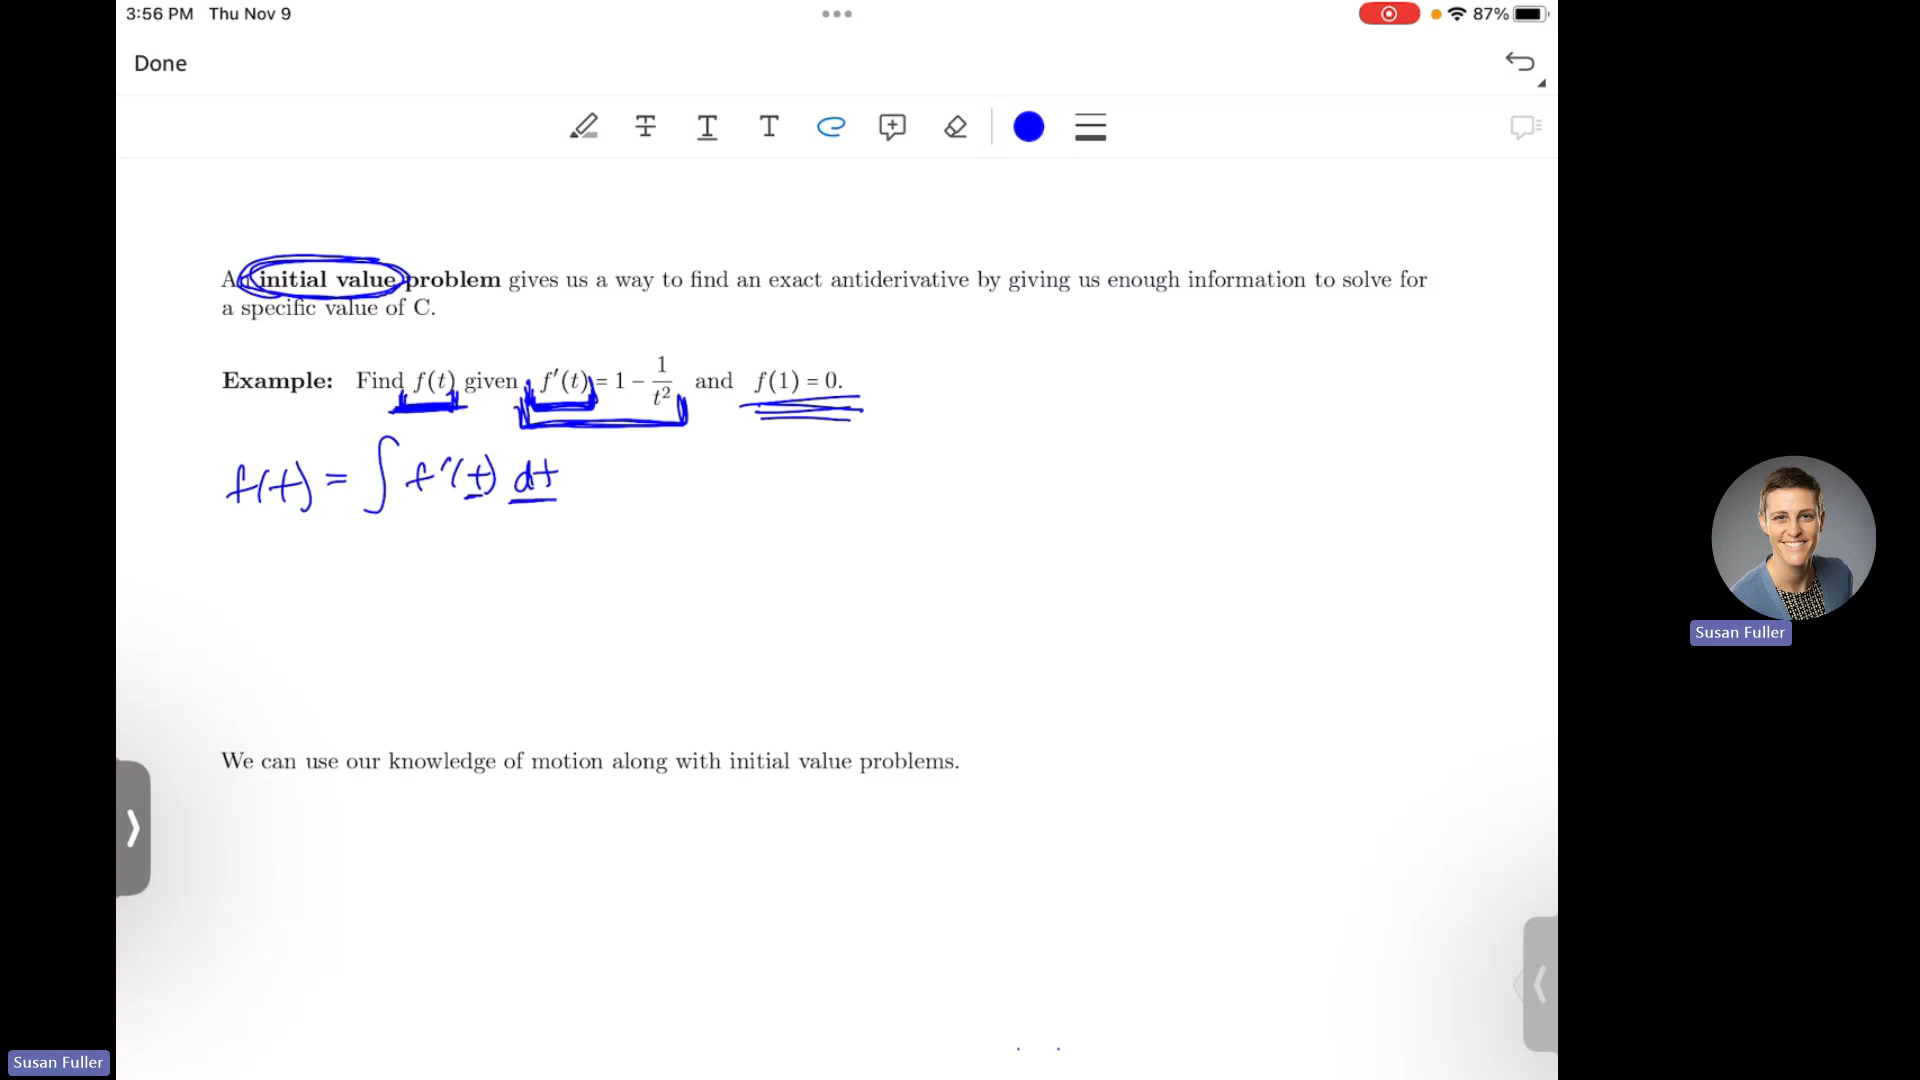 3:56 PM Thu Nov 9
87%
Done
An initial value problem gives us a way to find an exact antiderivative by giving us enough information to solve for
a specific value of C.
Example: Find f(t) given f′(t) = 1 − 1/t² and f(1) = 0.
f(t) = ∫ f′(t) dt
We can use our knowledge of motion along with initial value problems.
Susan Fuller
Susan Fuller